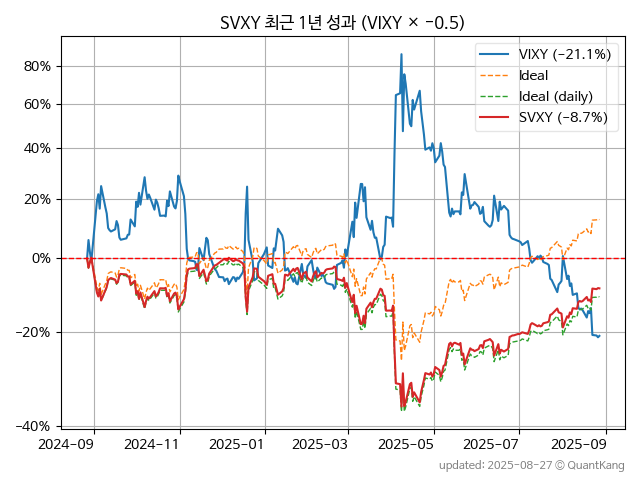 SVXY 최근 1년 성과 (VIXY × −0.5)
VIXY (−21.1%)
Ideal
Ideal (daily)
SVXY (−8.7%)
80%
60%
40%
20%
0%
−20%
−40%
2024-09 2024-11 2025-01 2025-03 2025-05 2025-07 2025-09
updated: 2025-08-27 © QuantKang